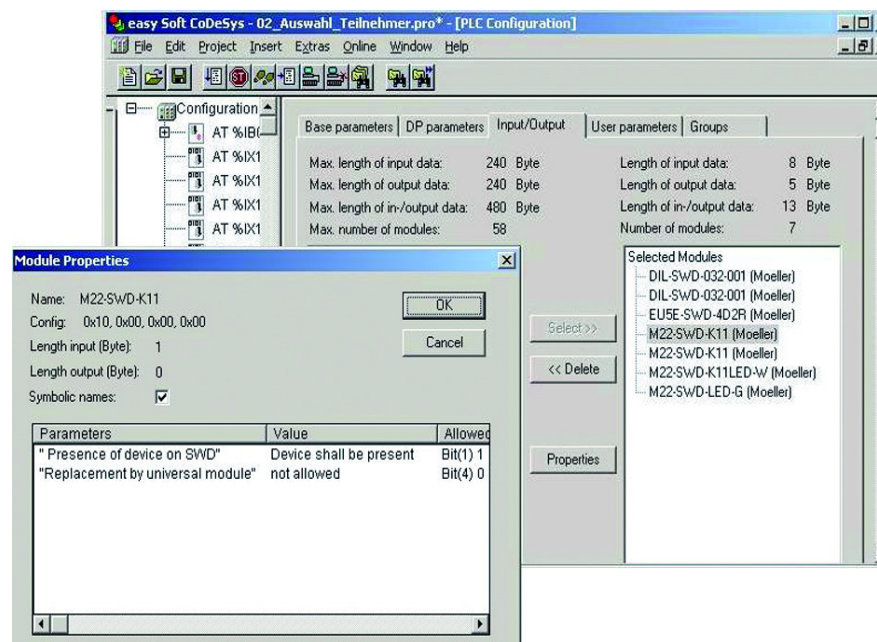 easy Soft CoDeSys - 02_Auswahl_Teilnehmer.pro* - [PLC Configuration]
File Edit Project Insert Extras Online Window Help
Configuration
AT %IB(
AT %IX1
AT %IX1
AT %IX1
AT %IX1
Base parameters DP parameters Input/Output User parameters Groups
Max. length of input data: 240 Byte
Max. length of output data: 240 Byte
Max. length of in-/output data: 480 Byte
Max. number of modules: 58
Length of input data: 8 Byte
Length of output data: 5 Byte
Length of in-/output data: 13 Byte
Number of modules: 7
Select >>
<< Delete
Properties
Selected Modules
DIL-SWD-032-001 (Moeller)
DIL-SWD-032-001 (Moeller)
EU5E-SWD-4D2R (Moeller)
M22-SWD-K11 (Moeller)
M22-SWD-K11 (Moeller)
M22-SWD-K11LED-W (Moeller)
M22-SWD-LED-G (Moeller)
Module Properties
Name: M22-SWD-K11
Config: 0x10, 0x00, 0x00, 0x00
Length input (Byte): 1
Length output (Byte): 0
Symbolic names:
OK
Cancel
Parameters Value Allowed
" Presence of device on SWD" Device shall be present Bit(1) 1
"Replacement by universal module" not allowed Bit(4) 0